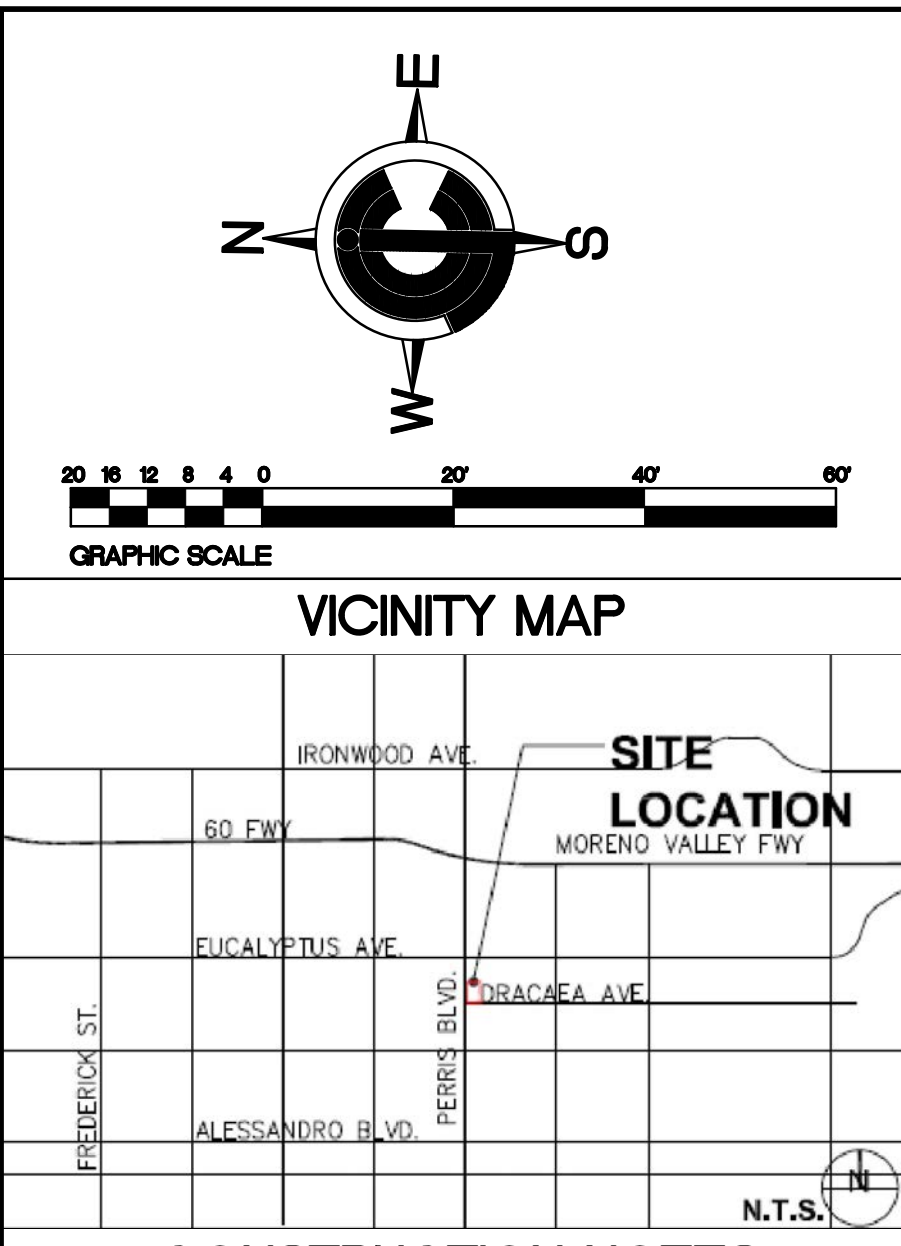 E
N
S
W
20 16 12 8 4 0 20' 40' 60'
GRAPHIC SCALE
VICINITY MAP
IRONWOOD AVE.
SITE
LOCATION
60 FWY
MORENO VALLEY FWY
EUCALYPTUS AVE.
DRACAEA AVE.
PERRIS BLVD.
FREDERICK ST.
ALESSANDRO BLVD.
N
N.T.S.